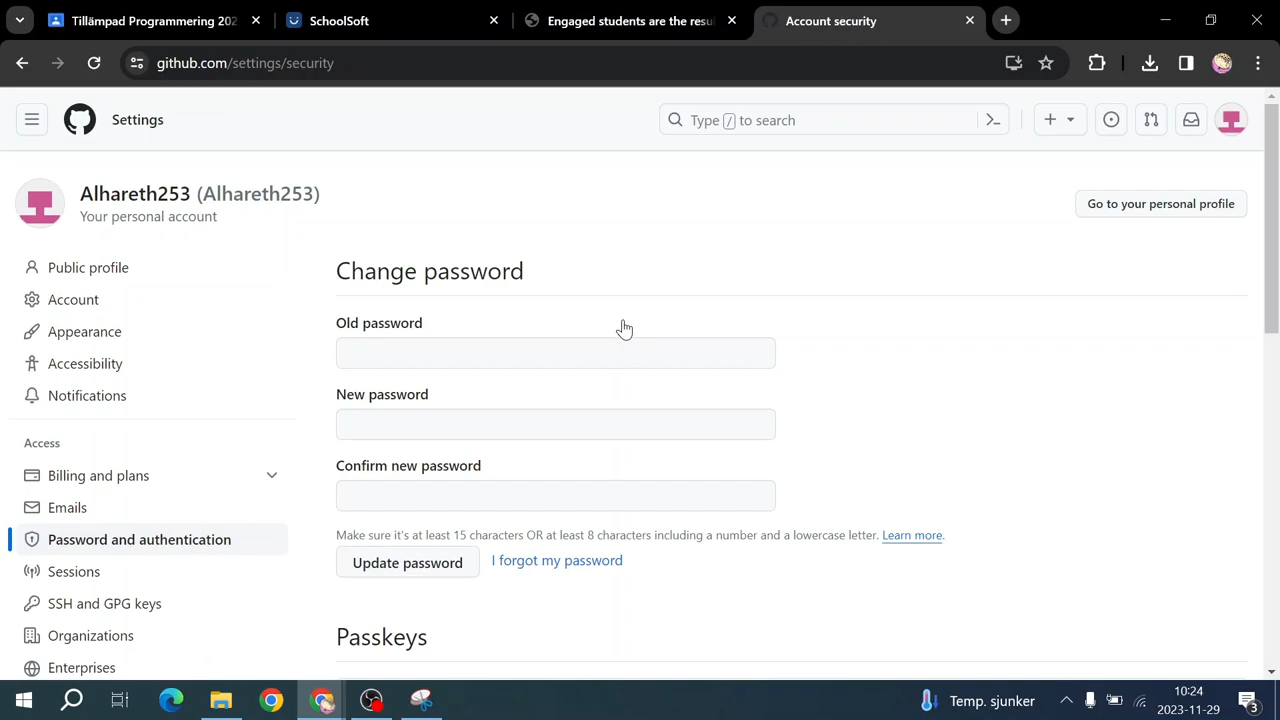 Tillämpad Programmering 202
SchoolSoft
Engaged students are the resu
Account security
github.com/settings/security
Settings
Type / to search
Alhareth253 (Alhareth253)
Your personal account
Go to your personal profile
Public profile
Account
Appearance
Accessibility
Notifications
Access
Billing and plans
Emails
Password and authentication
Sessions
SSH and GPG keys
Organizations
Enterprises
Change password
Old password
New password
Confirm new password
Make sure it's at least 15 characters OR at least 8 characters including a number and a lowercase letter. Learn more.
Update password
I forgot my password
Passkeys
Temp. sjunker
10:24
2023-11-29
3